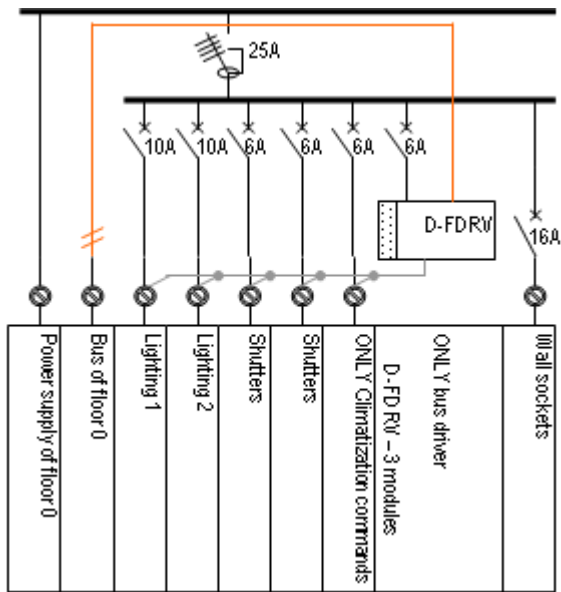 25A
10A
10A
6A
6A
6A
6A
D-FDRV
16A
Power supply of floor 0
Bus of floor 0
Lighting 1
Lighting 2
Shutters
Shutters
ONLY Climatization commands
ONLY bus driver
D-FDRV – 3 modules
Wall sockets